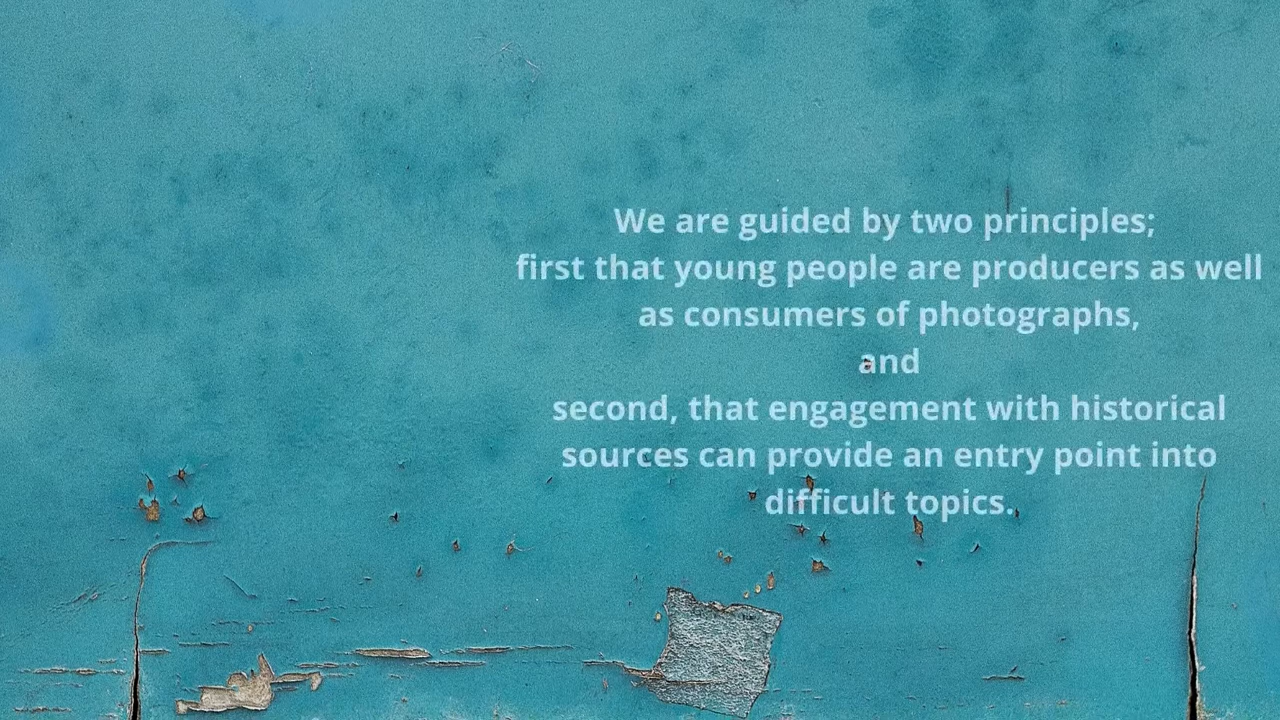 We are guided by two principles;
first that young people are producers as well
as consumers of photographs,
and
second, that engagement with historical
sources can provide an entry point into
difficult topics.